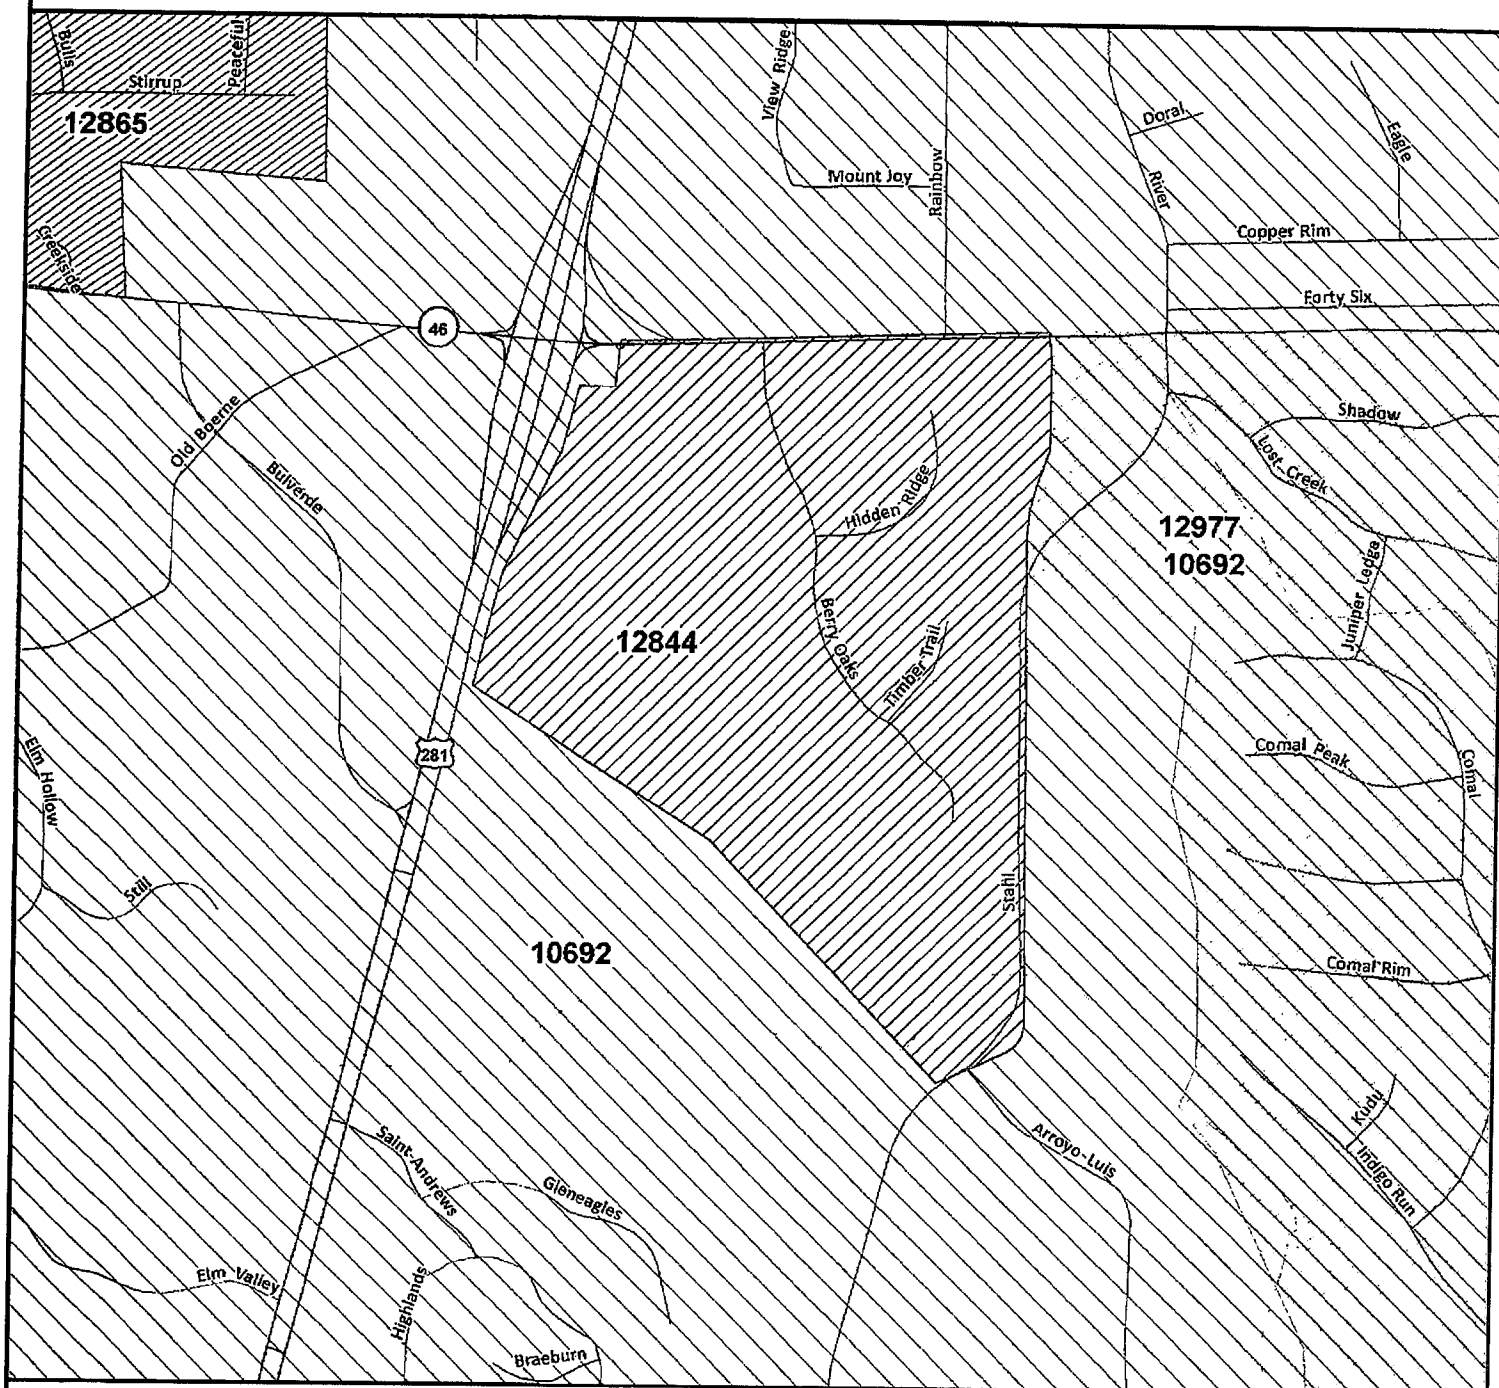 Bulls
Peaceful
Stirrup
12865
Creekside
View Ridge
Mount Joy
Rainbow
Doral
River
Eagle
Copper Rim
Forty Six
46
Old Boerne
Bulverde
Shadow
Lost Creek
Hidden Ridge
12977
10692
Juniper Ledge
Berry Oaks
Timber Trail
12844
Elm Hollow
281
Comal Peak
Comal
Still
Stahl
10692
Comal Rim
Saint Andrews
Gleneagles
Arroyo Luis
Kudu
Indigo Run
Elm Valley
Highlands
Braeburn